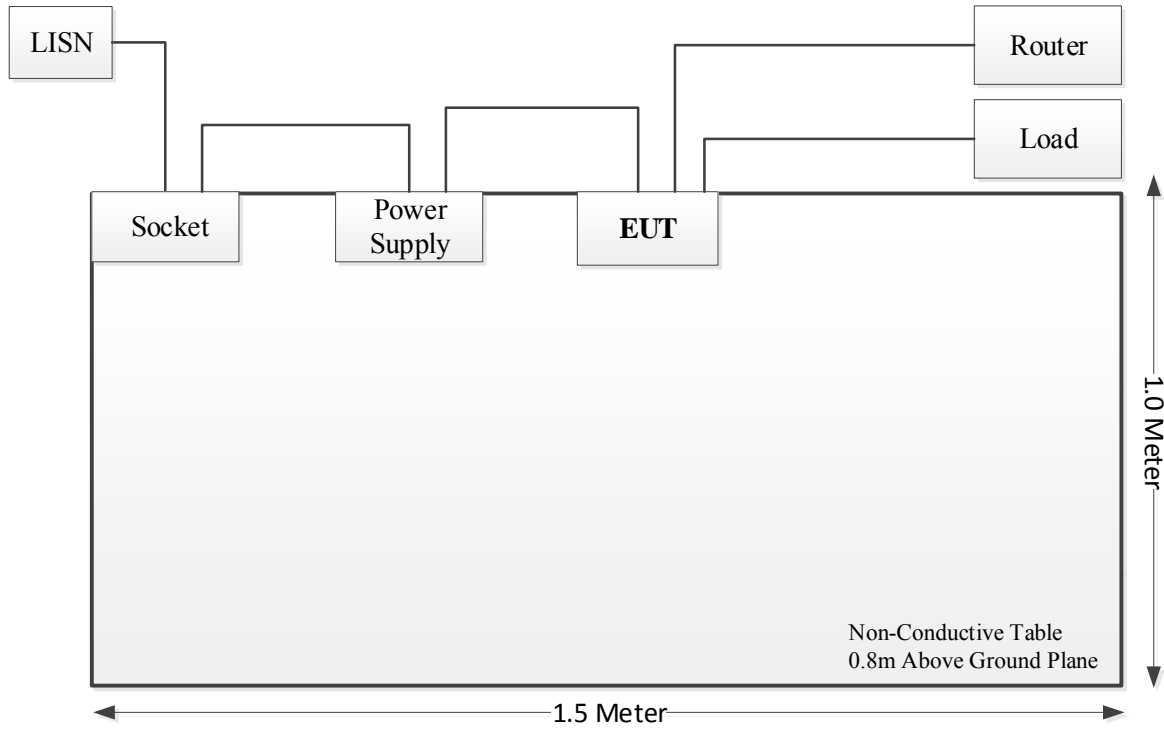 LISN
Router
Load
Socket
Power
Supply
EUT
1.0 Meter
Non-Conductive Table
0.8m Above Ground Plane
1.5 Meter